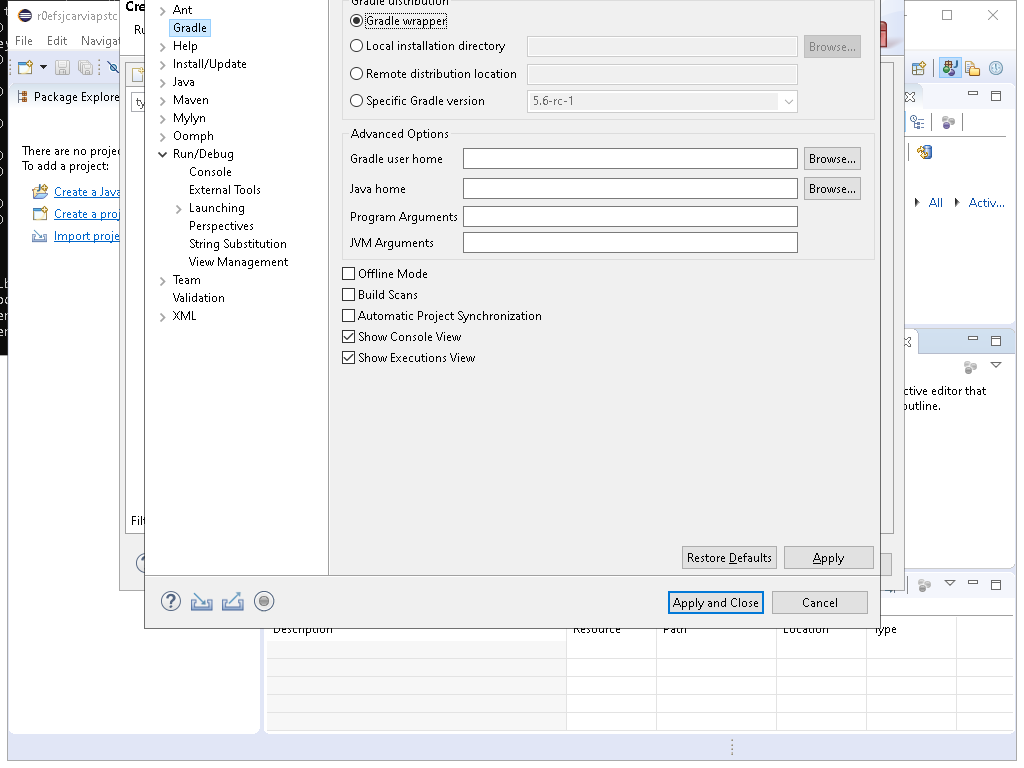 r0efsjcarviapstc
File Edit Navigat
Package Explore
There are no projec
To add a project:
Create a Java
Create a proj
Import proje
Cre
Ru
ty
Filt
Ant
Gradle
Help
Install/Update
Java
Maven
Mylyn
Oomph
Run/Debug
Console
External Tools
Launching
Perspectives
String Substitution
View Management
Team
Validation
XML
Gradle distribution
Gradle wrapper
Local installation directory Browse...
Remote distribution location
Specific Gradle version 5.6-rc-1
Advanced Options
Gradle user home Browse...
Java home Browse...
Program Arguments
JVM Arguments
Offline Mode
Build Scans
Automatic Project Synchronization
Show Console View
Show Executions View
Restore Defaults Apply
Apply and Close Cancel
All Activ...
ctive editor that
outline.
Description Resource Path Location Type